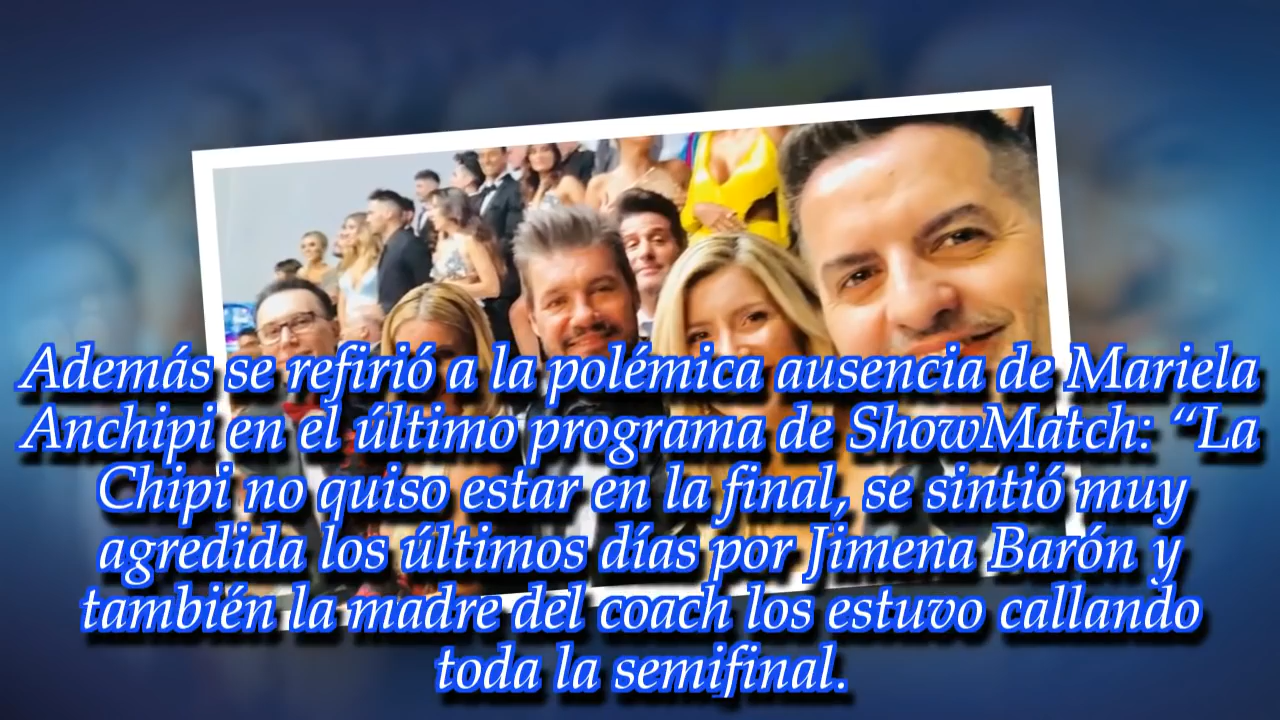 Además se refirió a la polémica ausencia de Mariela
Anchipi en el último programa de ShowMatch: “La
Chipi no quiso estar en la final, se sintió muy
agredida los últimos días por Jimena Barón y
también la madre del coach los estuvo callando
toda la semifinal.